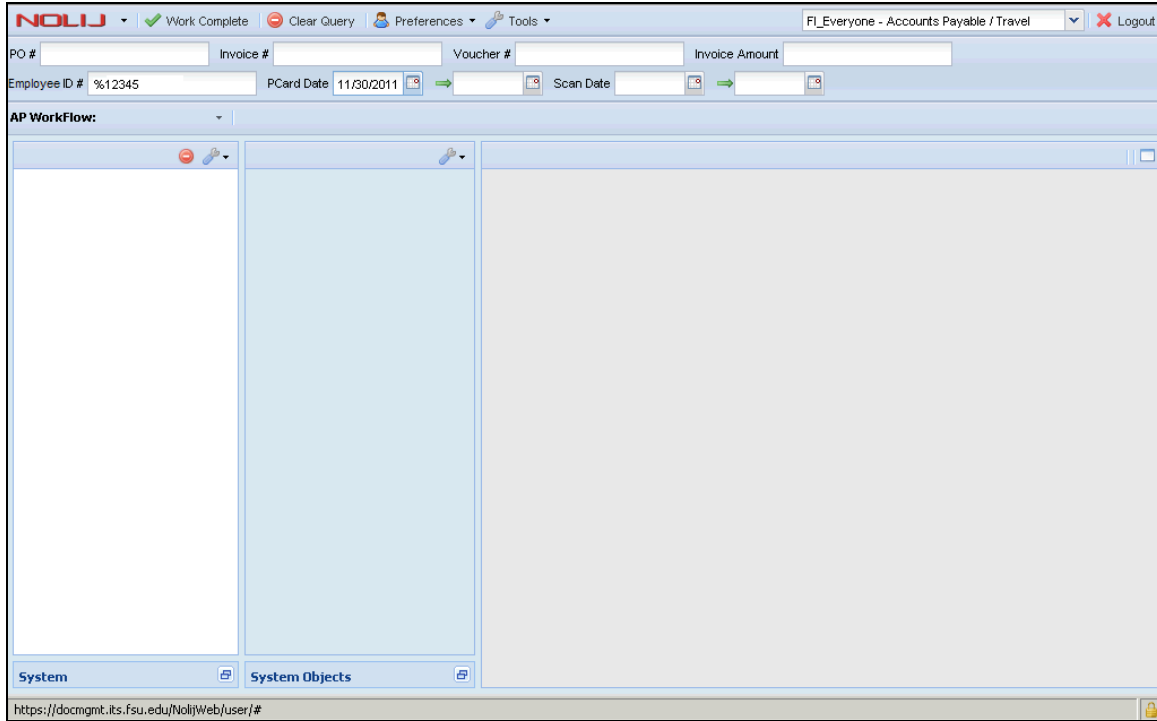 NOLIJ Work Complete Clear Query Preferences Tools FI_Everyone - Accounts Payable / Travel Logout
PO # Invoice # Voucher # Invoice Amount
Employee ID # %12345 PCard Date 11/30/2011 Scan Date
AP WorkFlow:
System System Objects
https://docmgmt.its.fsu.edu/NolijWeb/user/#